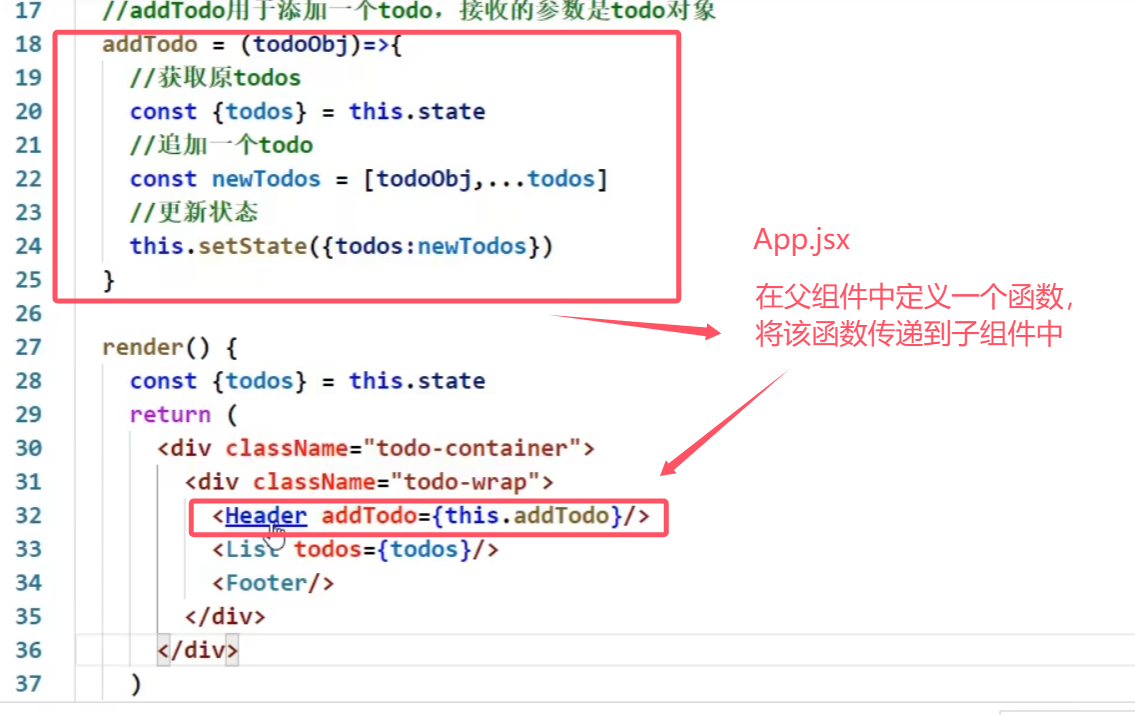 17 //addTodo用于添加一个todo，接收的参数是todo对象
18 addTodo = (todoObj)=>{
19 //获取原todos
20 const {todos} = this.state
21 //追加一个todo
22 const newTodos = [todoObj,...todos]
23 //更新状态
24 this.setState({todos:newTodos})
25 }
26
27 render() {
28 const {todos} = this.state
29 return (
30 <div className="todo-container">
31 <div className="todo-wrap">
32 <Header addTodo={this.addTodo}/>
33 <List todos={todos}/>
34 <Footer/>
35 </div>
36 </div>
37 )
App.jsx
在父组件中定义一个函数，
将该函数传递到子组件中